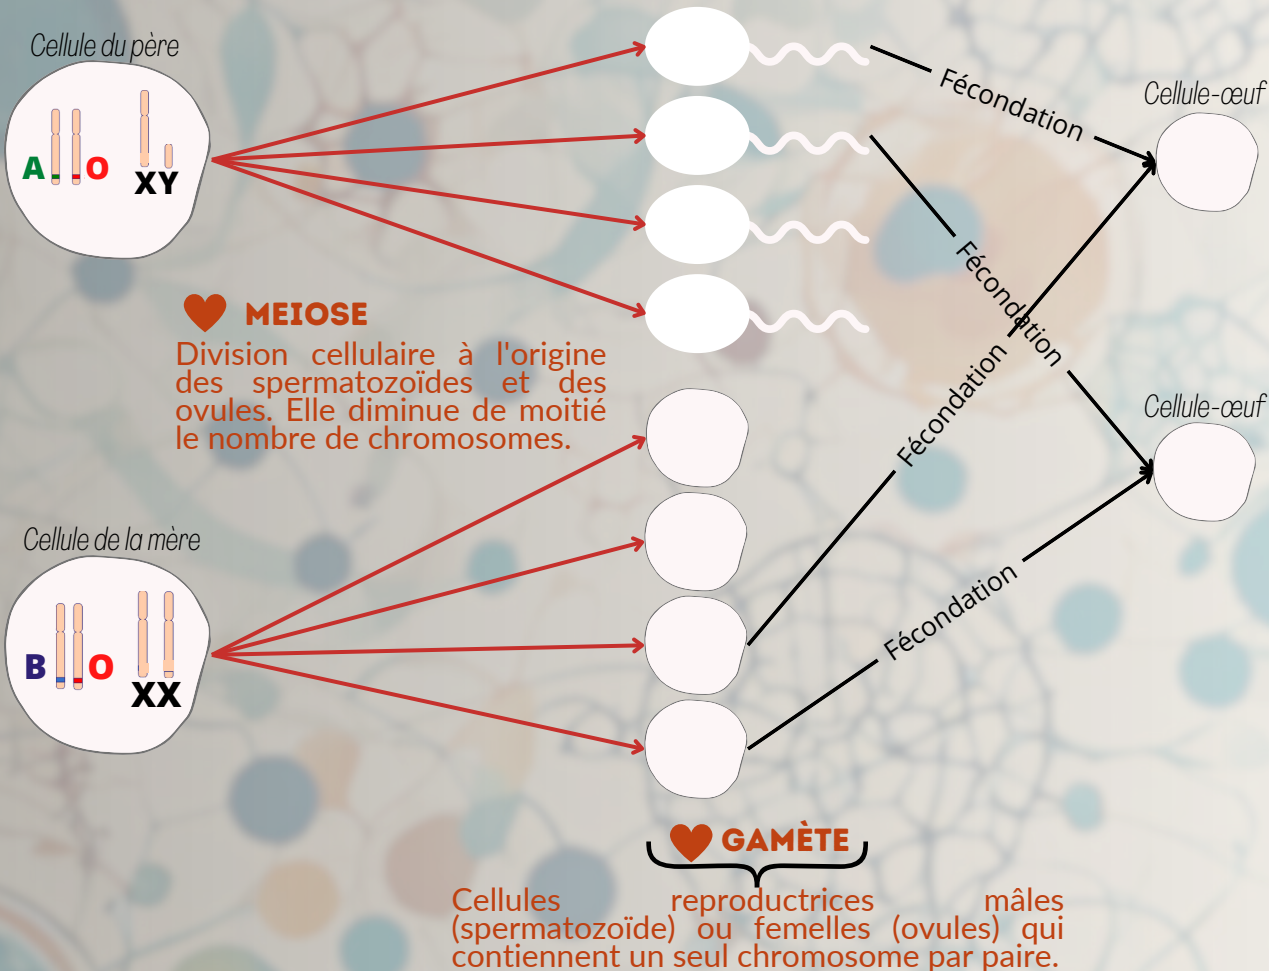 Cellule du père
A O XY
Fécondation
Cellule-œuf
Fécondation
MEIOSE
Division cellulaire à l'origine
des spermatozoïdes et des
ovules. Elle diminue de moitié
le nombre de chromosomes.
Fécondation
Cellule-œuf
Cellule de la mère
B O XX
Fécondation
GAMÈTE
Cellules reproductrices mâles
(spermatozoïde) ou femelles (ovules) qui
contiennent un seul chromosome par paire.